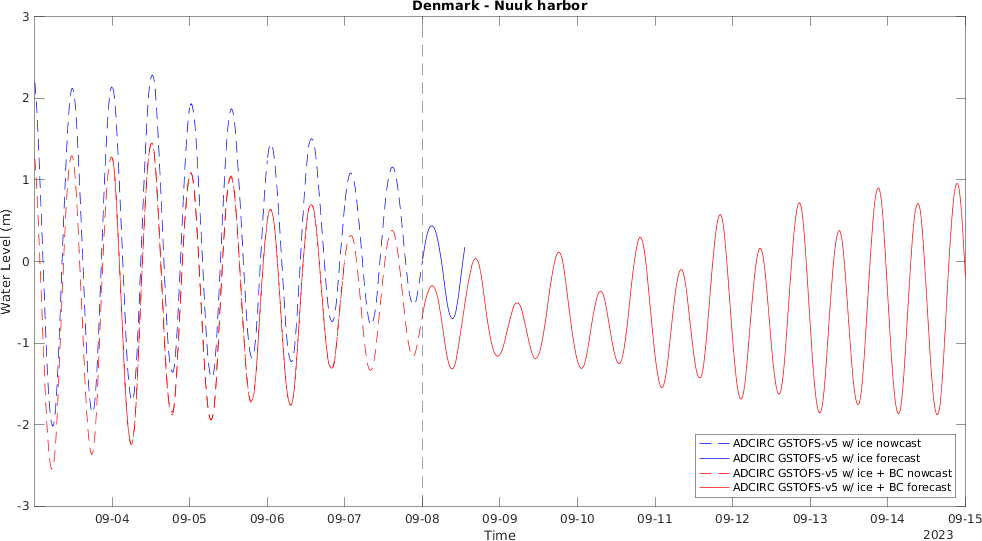 Denmark - Nuuk harbor
3
2
1
0
-1
-2
-3
Water Level (m)
ADCIRC GSTOFS-v5 w/ ice nowcast
ADCIRC GSTOFS-v5 w/ ice forecast
ADCIRC GSTOFS-v5 w/ ice + BC nowcast
ADCIRC GSTOFS-v5 w/ ice + BC forecast
09-04 09-05 09-06 09-07 09-08 09-09 09-10 09-11 09-12 09-13 09-14 09-15
Time
2023